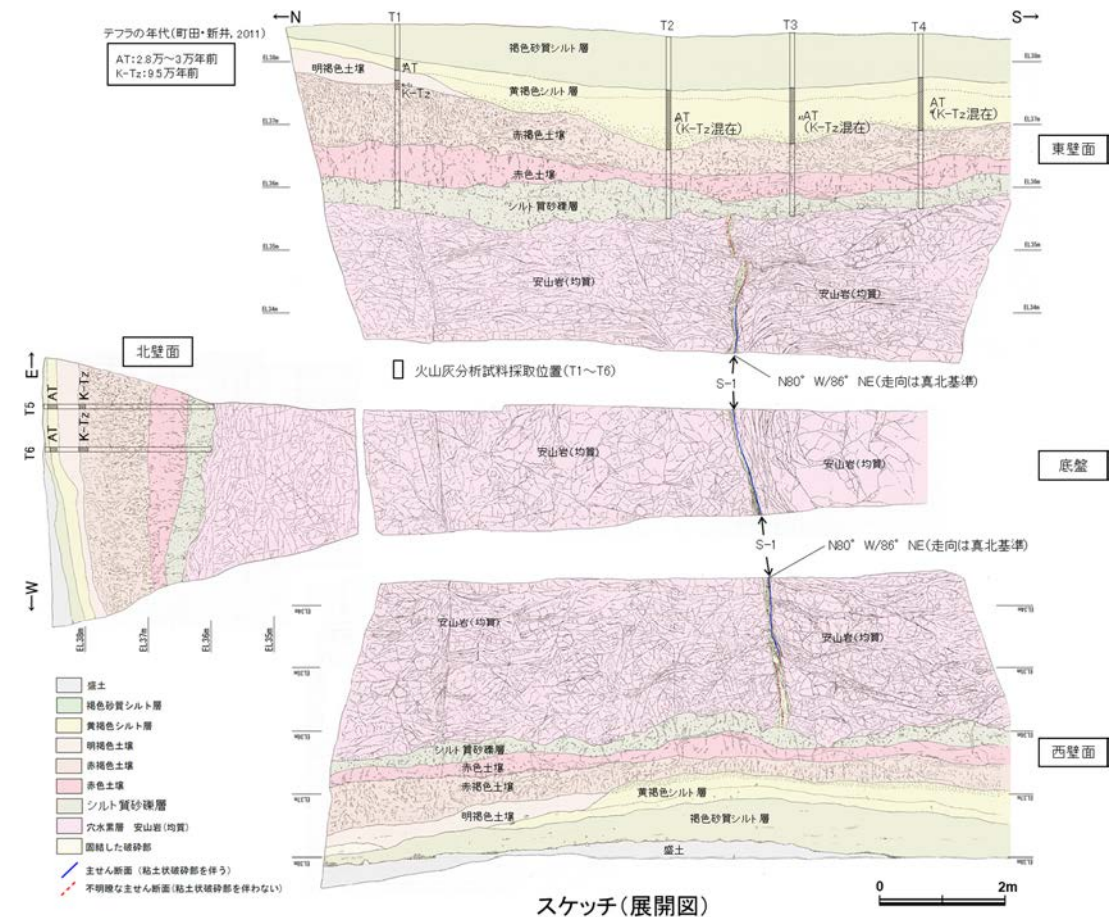 ←N
T1
T2
T3
T4
S→
テフラの年代(町田・新井, 2011)
AT:2.8万～3万年前
K-Tz:9.5万年前
EL38m
EL37m
EL36m
EL35m
EL34m
EL38m
EL37m
EL36m
EL35m
EL34m
褐色砂質シルト層
明褐色土壌
AT
K-Tz
黄褐色シルト層
AT
(K-Tz混在)
AT
(K-Tz混在)
AT
(K-Tz混在)
赤褐色土壌
赤色土壌
シルト質砂礫層
安山岩(均質)
安山岩(均質)
東壁面
北壁面
E→
T5
T6
←W
AT
K-Tz
AT
K-Tz
EL38m
EL37m
EL36m
EL35m
火山灰分析試料採取位置(T1～T6)
S-1
N80° W/86° NE(走向は真北基準)
安山岩(均質)
安山岩(均質)
底盤
S-1
N80° W/86° NE(走向は真北基準)
安山岩(均質)
安山岩(均質)
シルト質砂礫層
赤色土壌
赤褐色土壌
明褐色土壌
黄褐色シルト層
褐色砂質シルト層
盛土
西壁面
盛土
褐色砂質シルト層
黄褐色シルト層
明褐色土壌
赤褐色土壌
赤色土壌
シルト質砂礫層
穴水累層 安山岩(均質)
固結した破砕部
主せん断面（粘土状破砕部を伴う）
不明瞭な主せん断面(粘土状破砕部を伴わない)
スケッチ(展開図)
0
2m